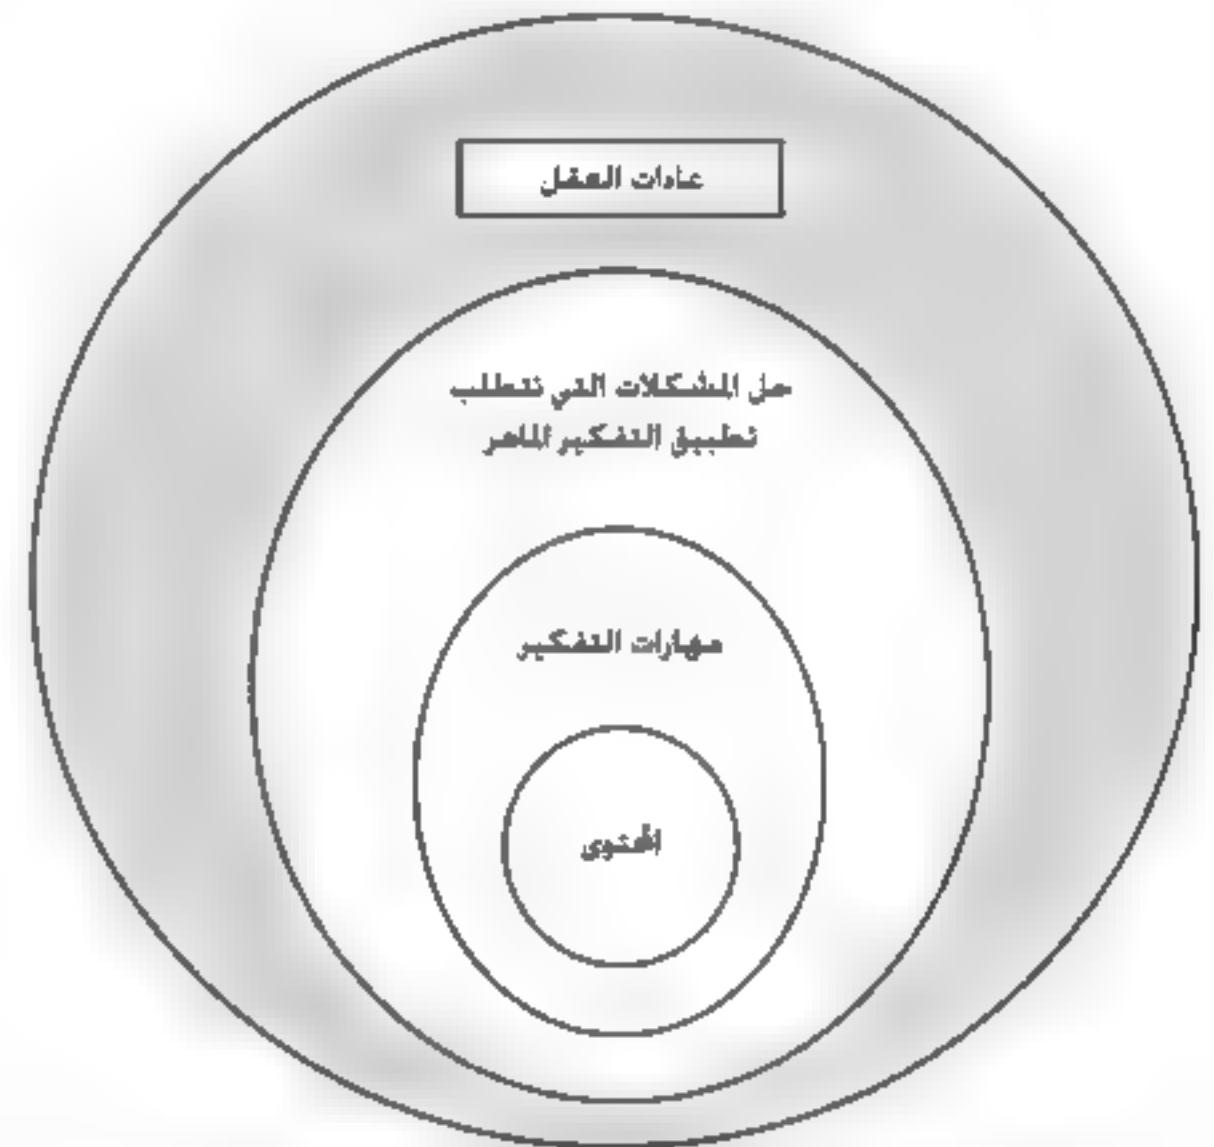 عادات العقل
حل المشكلات التي تتطلب
تطبيق التفكير الماهر
مهارات التفكير
المحتوى